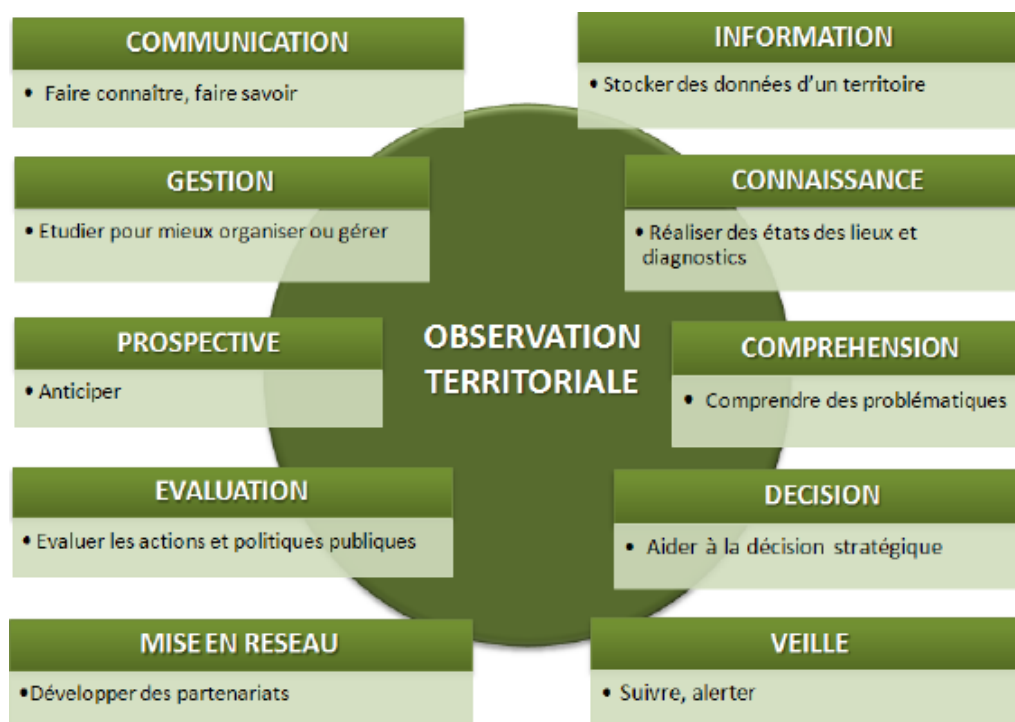 COMMUNICATION
• Faire connaître, faire savoir
INFORMATION
• Stocker des données d'un territoire
GESTION
• Etudier pour mieux organiser ou gérer
CONNAISSANCE
• Réaliser des états des lieux et
diagnostics
OBSERVATION
TERRITORIALE
PROSPECTIVE
• Anticiper
COMPREHENSION
• Comprendre des problématiques
EVALUATION
• Evaluer les actions et politiques publiques
DECISION
• Aider à la décision stratégique
MISE EN RESEAU
•Développer des partenariats
VEILLE
• Suivre, alerter